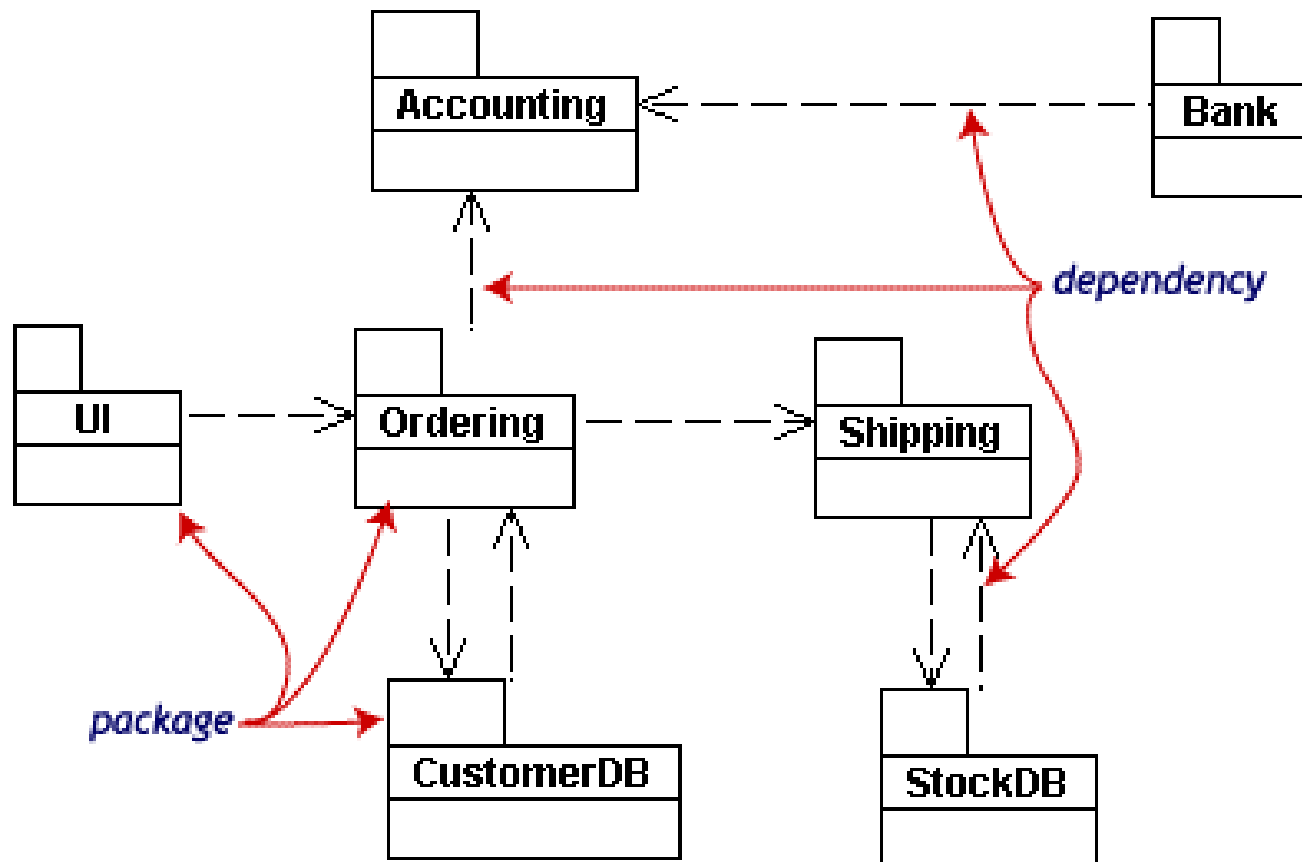 Accounting
Bank
dependency
UI
Ordering
Shipping
package
CustomerDB
StockDB